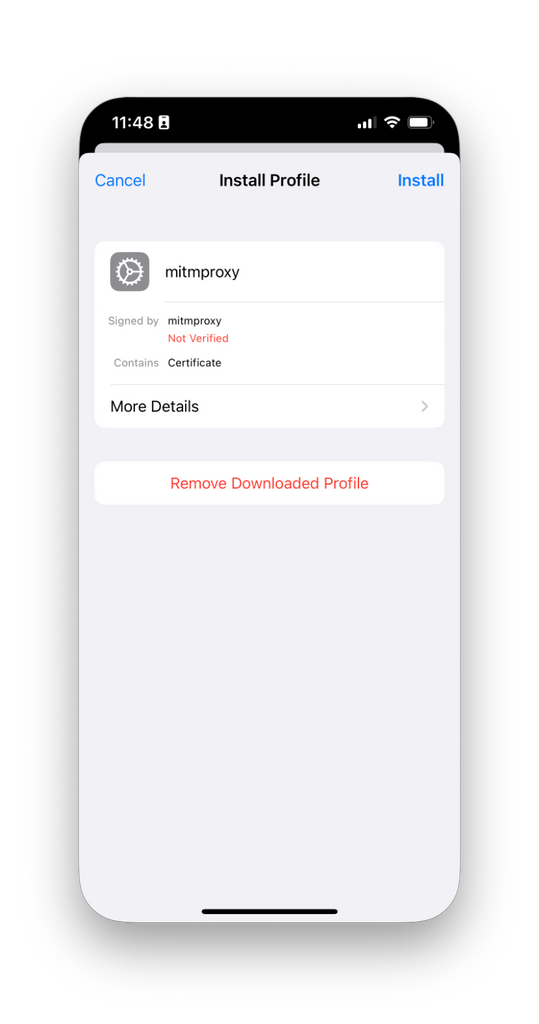 11:48
Cancel Install Profile Install
mitmproxy
Signed by mitmproxy
Not Verified
Contains Certificate
More Details
Remove Downloaded Profile